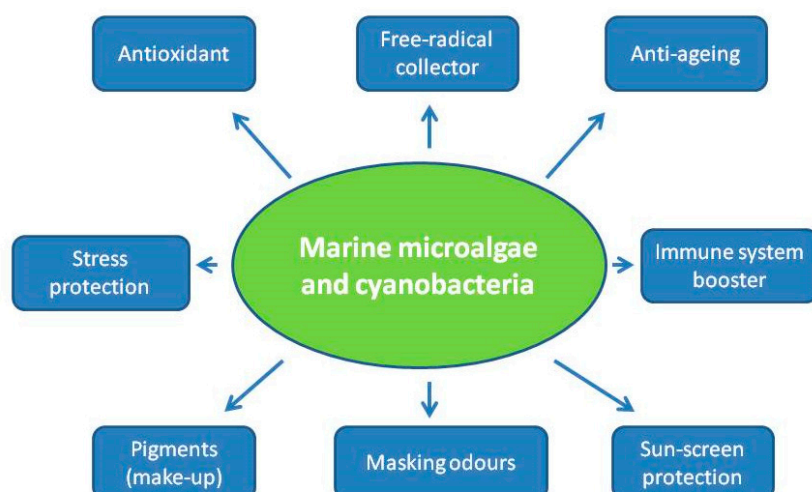 Antioxidant
Free-radical
collector
Anti-ageing
Stress
protection
Marine microalgae
and cyanobacteria
Immune system
booster
Pigments
(make-up)
Masking odours
Sun-screen
protection